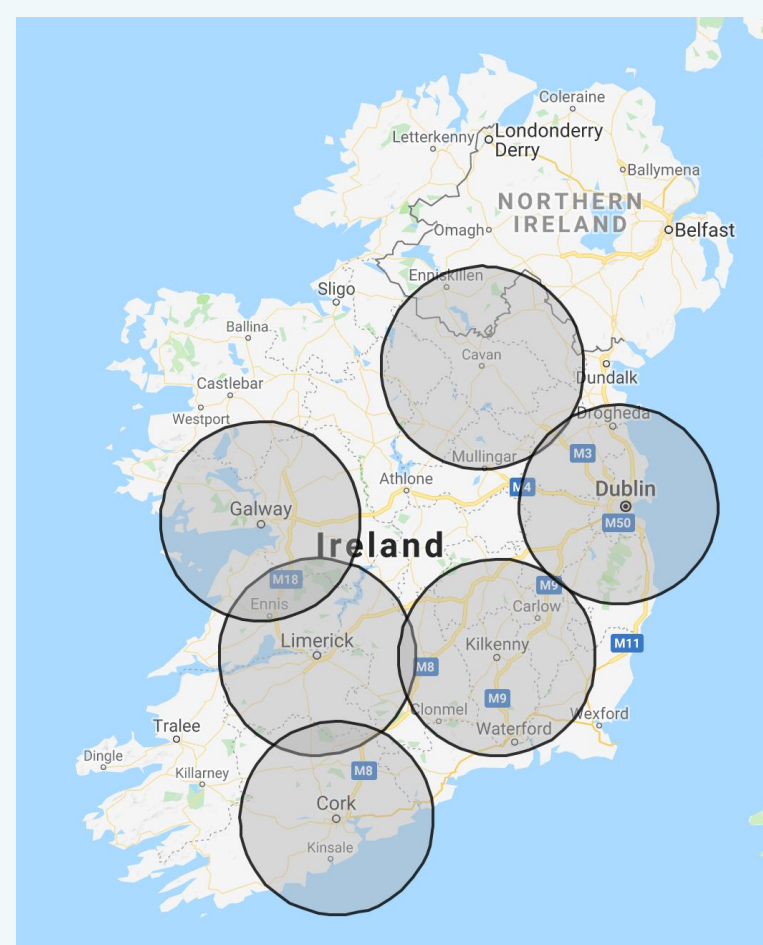 Coleraine
Letterkenny
Londonderry
Derry
Ballymena
NORTHERN
IRELAND
Omagh
Belfast
Enniskillen
Sligo
Ballina
Cavan
Dundalk
Castlebar
Westport
Drogheda
Mullingar
M3
Athlone
M4
Dublin
Galway
M50
Ireland
M18
M9
Ennis
Carlow
Limerick
Kilkenny
M11
M8
M9
Clonmel
Wexford
Tralee
Waterford
Dingle
Killarney
M8
Cork
Kinsale